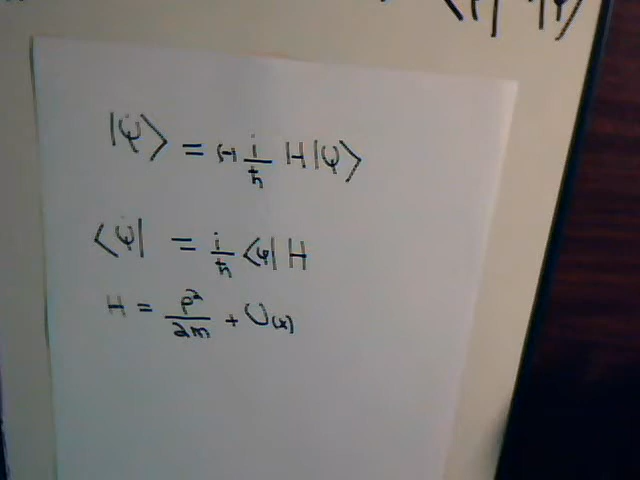 |ψ̇⟩ = (-) i/ħ H|ψ⟩
⟨ψ̇| = i/ħ ⟨ψ| H
H = p²/2m + U(x)